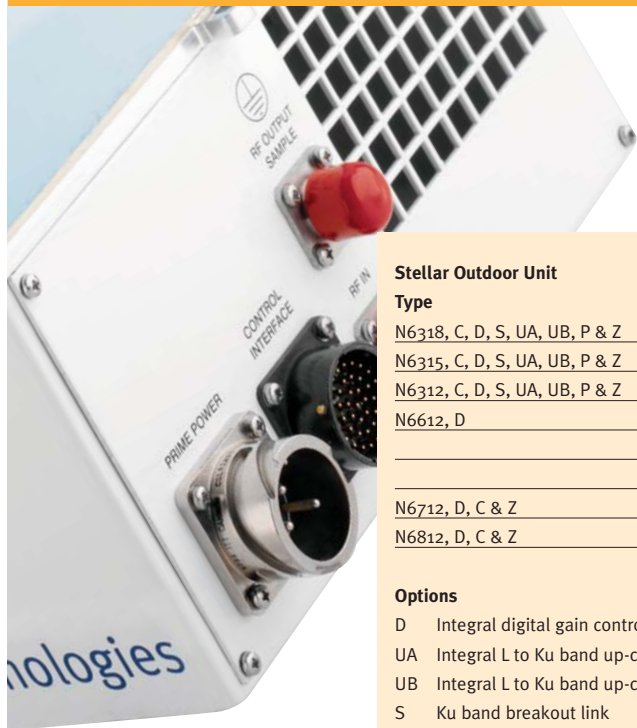 RF OUTPUT
SAMPLE
CONTROL
INTERFACE
RF IN
PRIME POWER
nologies
Stellar Outdoor Unit
Type
N6318, C, D, S, UA, UB, P & Z
N6315, C, D, S, UA, UB, P & Z
N6312, C, D, S, UA, UB, P & Z
N6612, D
N6712, D, C & Z
N6812, D, C & Z
Options
D Integral digital gain contro
UA Integral L to Ku band up-c
UB Integral L to Ku band up-c
S Ku band breakout link